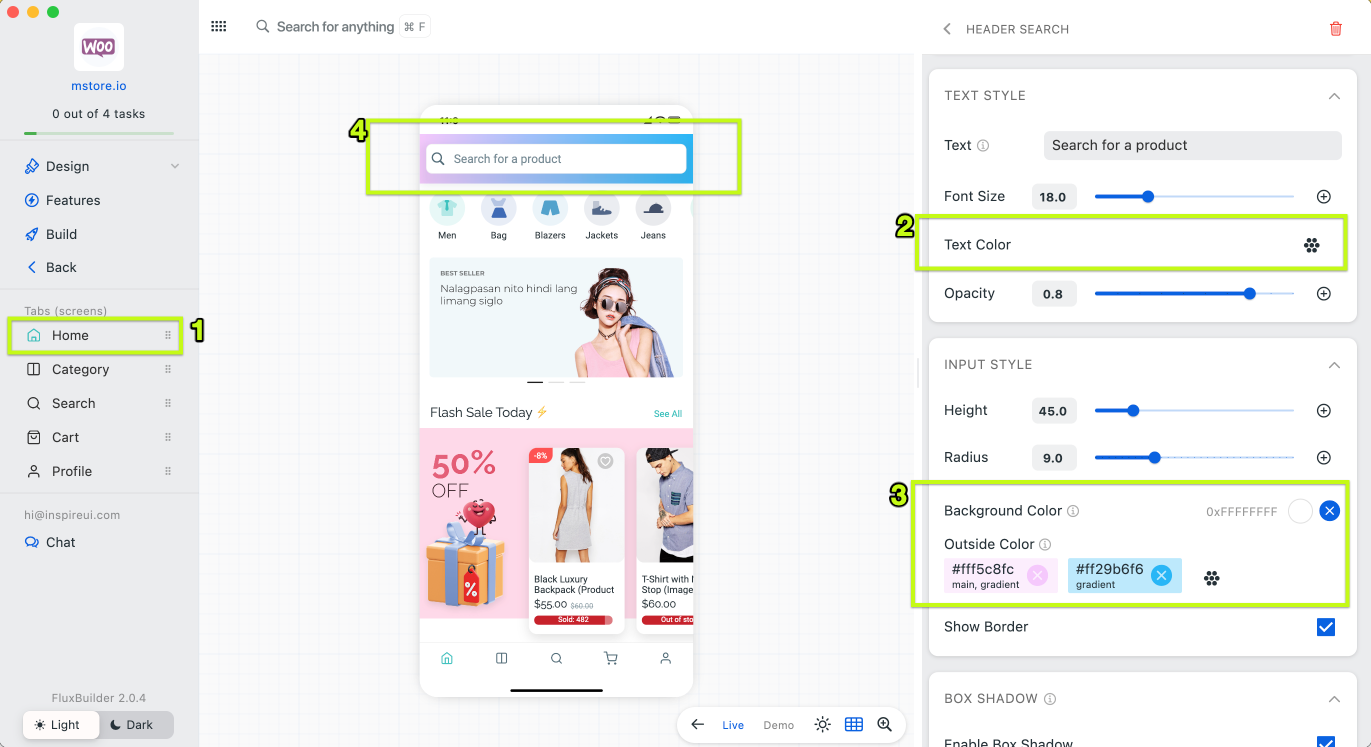 WOO
mstore.io
0 out of 4 tasks
Design
Features
Build
Back
Tabs (screens)
Home
1
Category
Search
Cart
Profile
hi@inspireui.com
Chat
FluxBuilder 2.0.4
Light
Dark
Search for anything
⌘ F
4
Search for a product
Men
Bag
Blazers
Jackets
Jeans
BEST SELLER
Nalagpasan nito hindi lang
limang siglo
Flash Sale Today ⚡
See All
50%
OFF
%
-8%
Black Luxury
Backpack (Product
$55.00 $60.00
Sold: 482
T-Shirt with
Stop (Image
$60.00
Out of sto
Live
Demo
HEADER SEARCH
TEXT STYLE
Text
Search for a product
Font Size
18.0
2
Text Color
Opacity
0.8
INPUT STYLE
Height
45.0
Radius
9.0
3
Background Color
0xFFFFFFFF
Outside Color
#fff5c8fc
main, gradient
#ff29b6f6
gradient
Show Border
BOX SHADOW
Enable Box Shadow